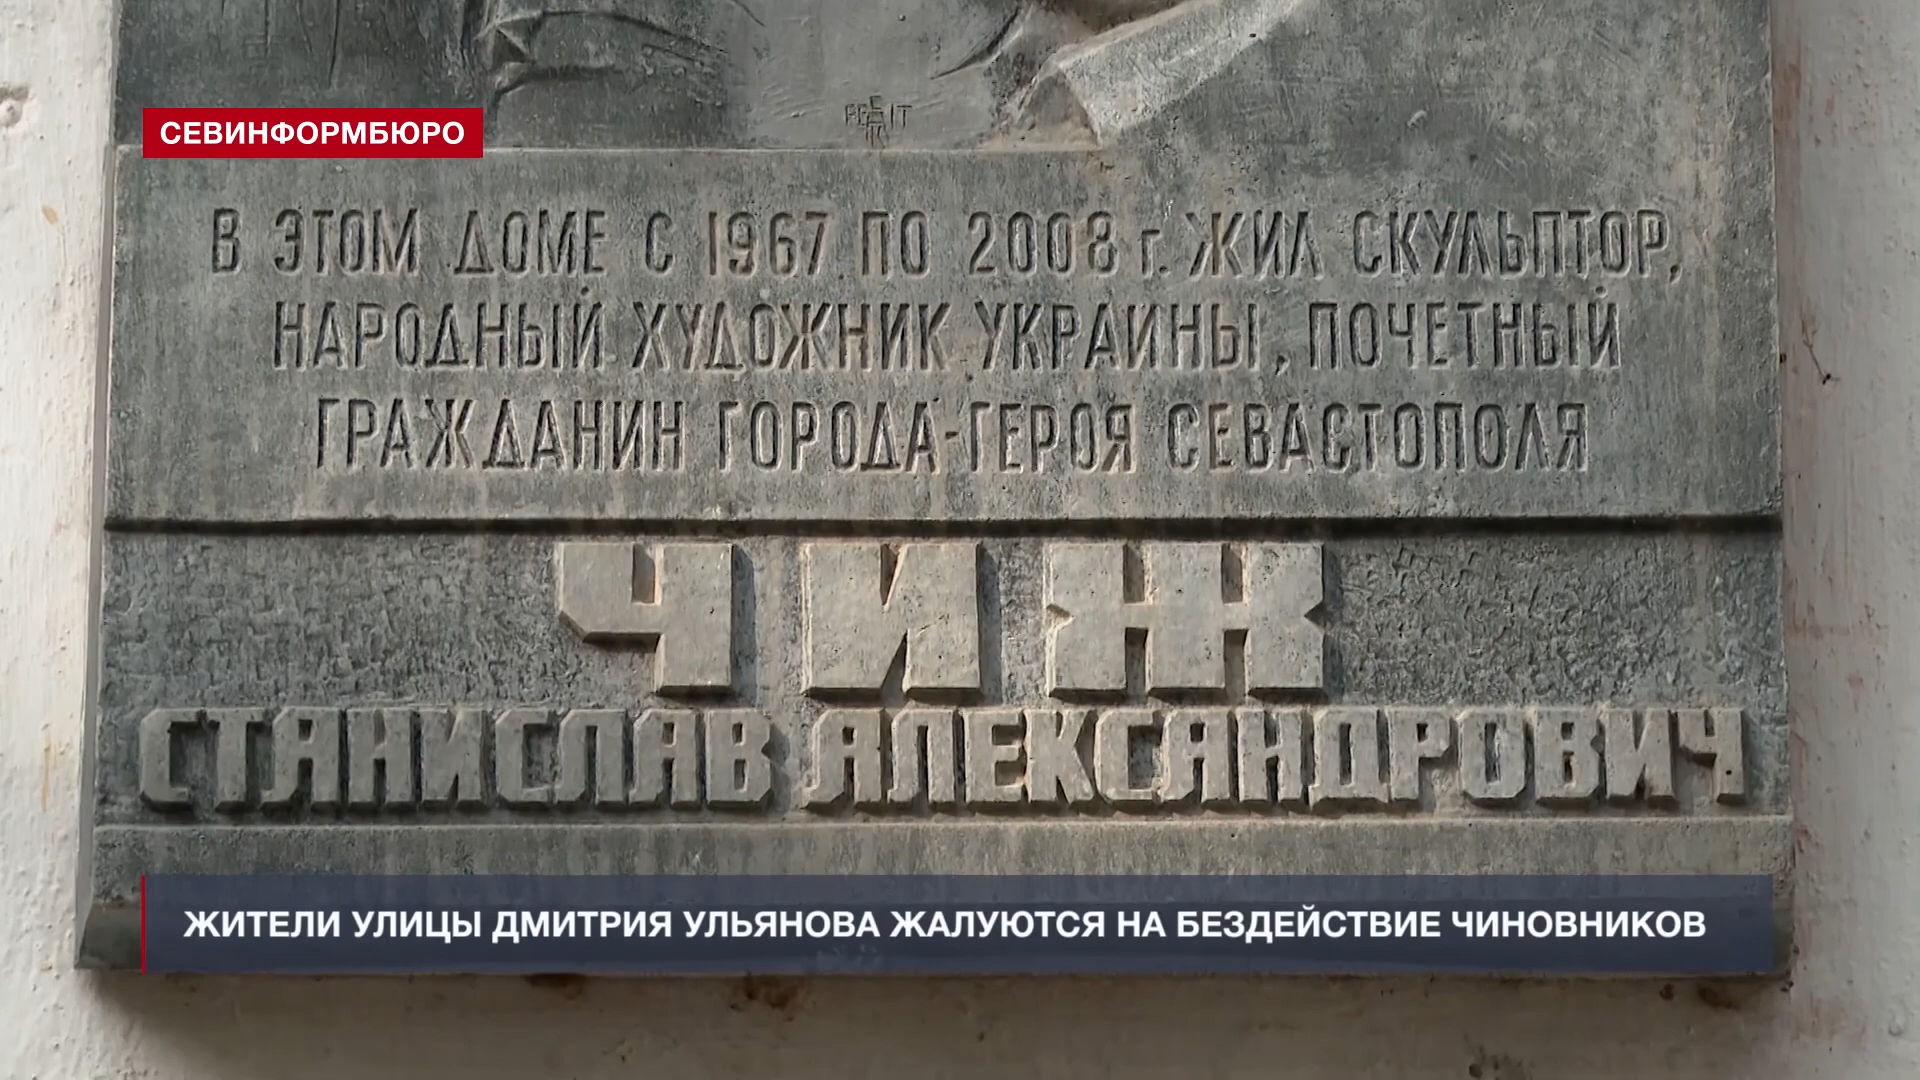 СЕВИНФОРМБЮРО
В ЭТОМ ДОМЕ С 1967 ПО 2008 г. ЖИЛ СКУЛЬПТОР,
НАРОДНЫЙ ХУДОЖНИК УКРАИНЫ, ПОЧЕТНЫЙ
ГРАЖДАНИН ГОРОДА-ГЕРОЯ СЕВАСТОПОЛЯ
ЧИЖ
СТАНИСЛАВ АЛЕКСАНДРОВИЧ
ЖИТЕЛИ УЛИЦЫ ДМИТРИЯ УЛЬЯНОВА ЖАЛУЮТСЯ НА БЕЗДЕЙСТВИЕ ЧИНОВНИКОВ